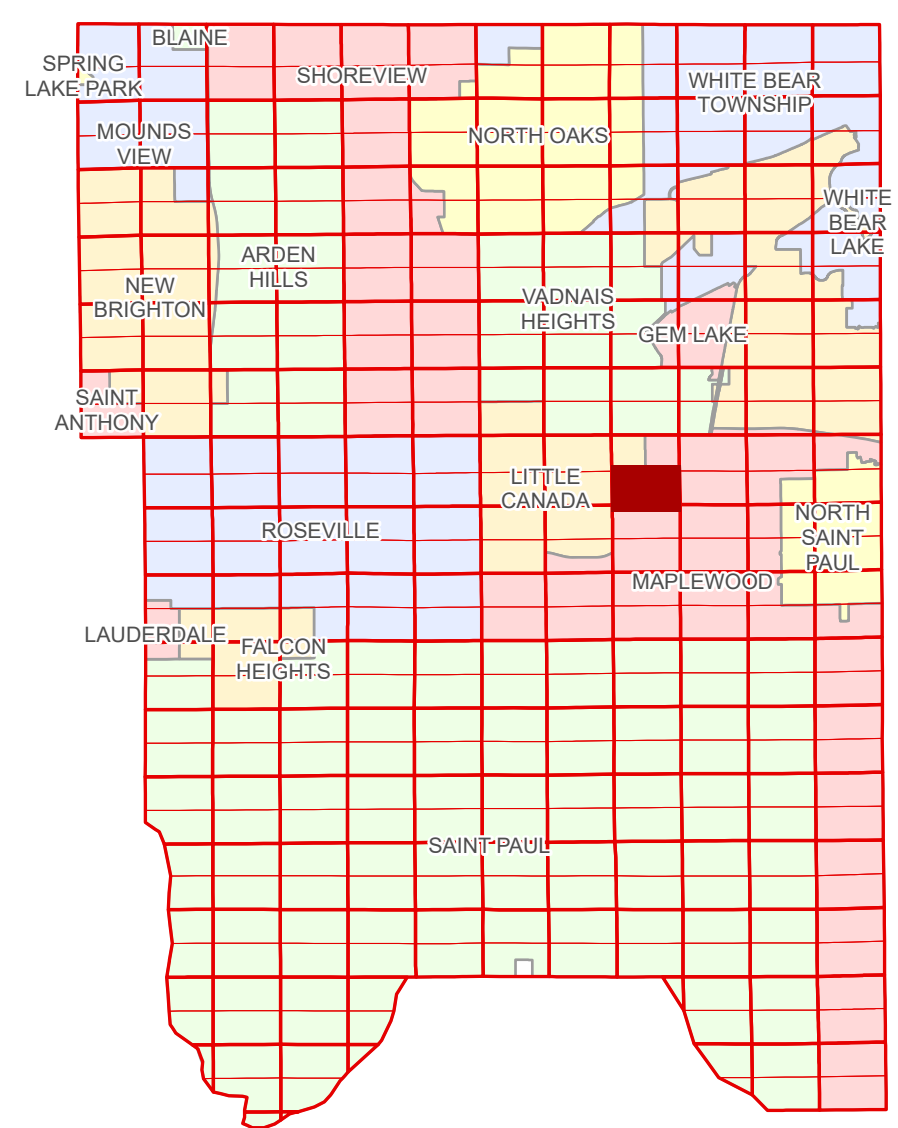 BLAINE
SPRING
LAKE PARK
SHOREVIEW
WHITE BEAR
TOWNSHIP
MOUNDS
VIEW
NORTH OAKS
WHITE
BEAR
LAKE
ARDEN
HILLS
NEW
BRIGHTON
VADNAIS
HEIGHTS
GEM LAKE
SAINT
ANTHONY
LITTLE
CANADA
NORTH
SAINT
PAUL
ROSEVILLE
MAPLEWOOD
LAUDERDALE
FALCON
HEIGHTS
SAINT PAUL